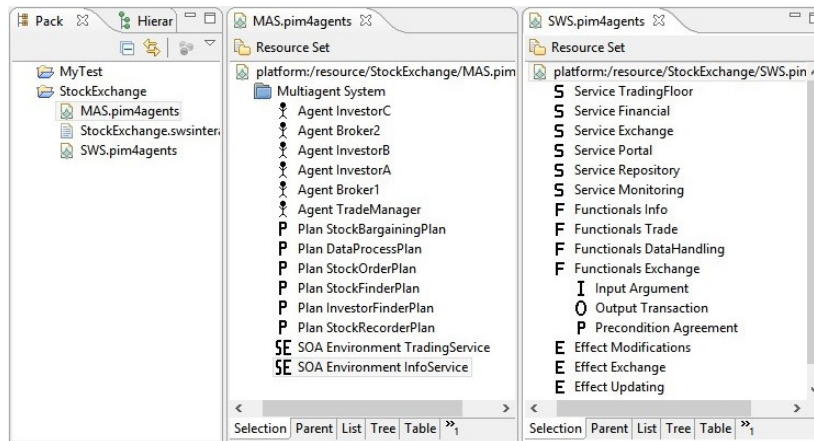 Pack
Hierar
MyTest
StockExchange
MAS.pim4agents
StockExchange.swsinter
SWS.pim4agents
MAS.pim4agents
Resource Set
platform:/resource/StockExchange/MAS.pim
Multiagent System
Agent InvestorC
Agent Broker2
Agent InvestorB
Agent InvestorA
Agent Broker1
Agent TradeManager
P Plan StockBargainingPlan
P Plan DataProcessPlan
P Plan StockOrderPlan
P Plan StockFinderPlan
P Plan InvestorFinderPlan
P Plan StockRecorderPlan
SE SOA Environment TradingService
SE SOA Environment InfoService
Selection Parent List Tree Table »1
SWS.pim4agents
Resource Set
platform:/resource/StockExchange/SWS.pin
S Service TradingFloor
S Service Financial
S Service Exchange
S Service Portal
S Service Repository
S Service Monitoring
F Functionals Info
F Functionals Trade
F Functionals DataHandling
F Functionals Exchange
I Input Argument
O Output Transaction
P Precondition Agreement
E Effect Modifications
E Effect Exchange
E Effect Updating
Selection Parent List Tree Table »1